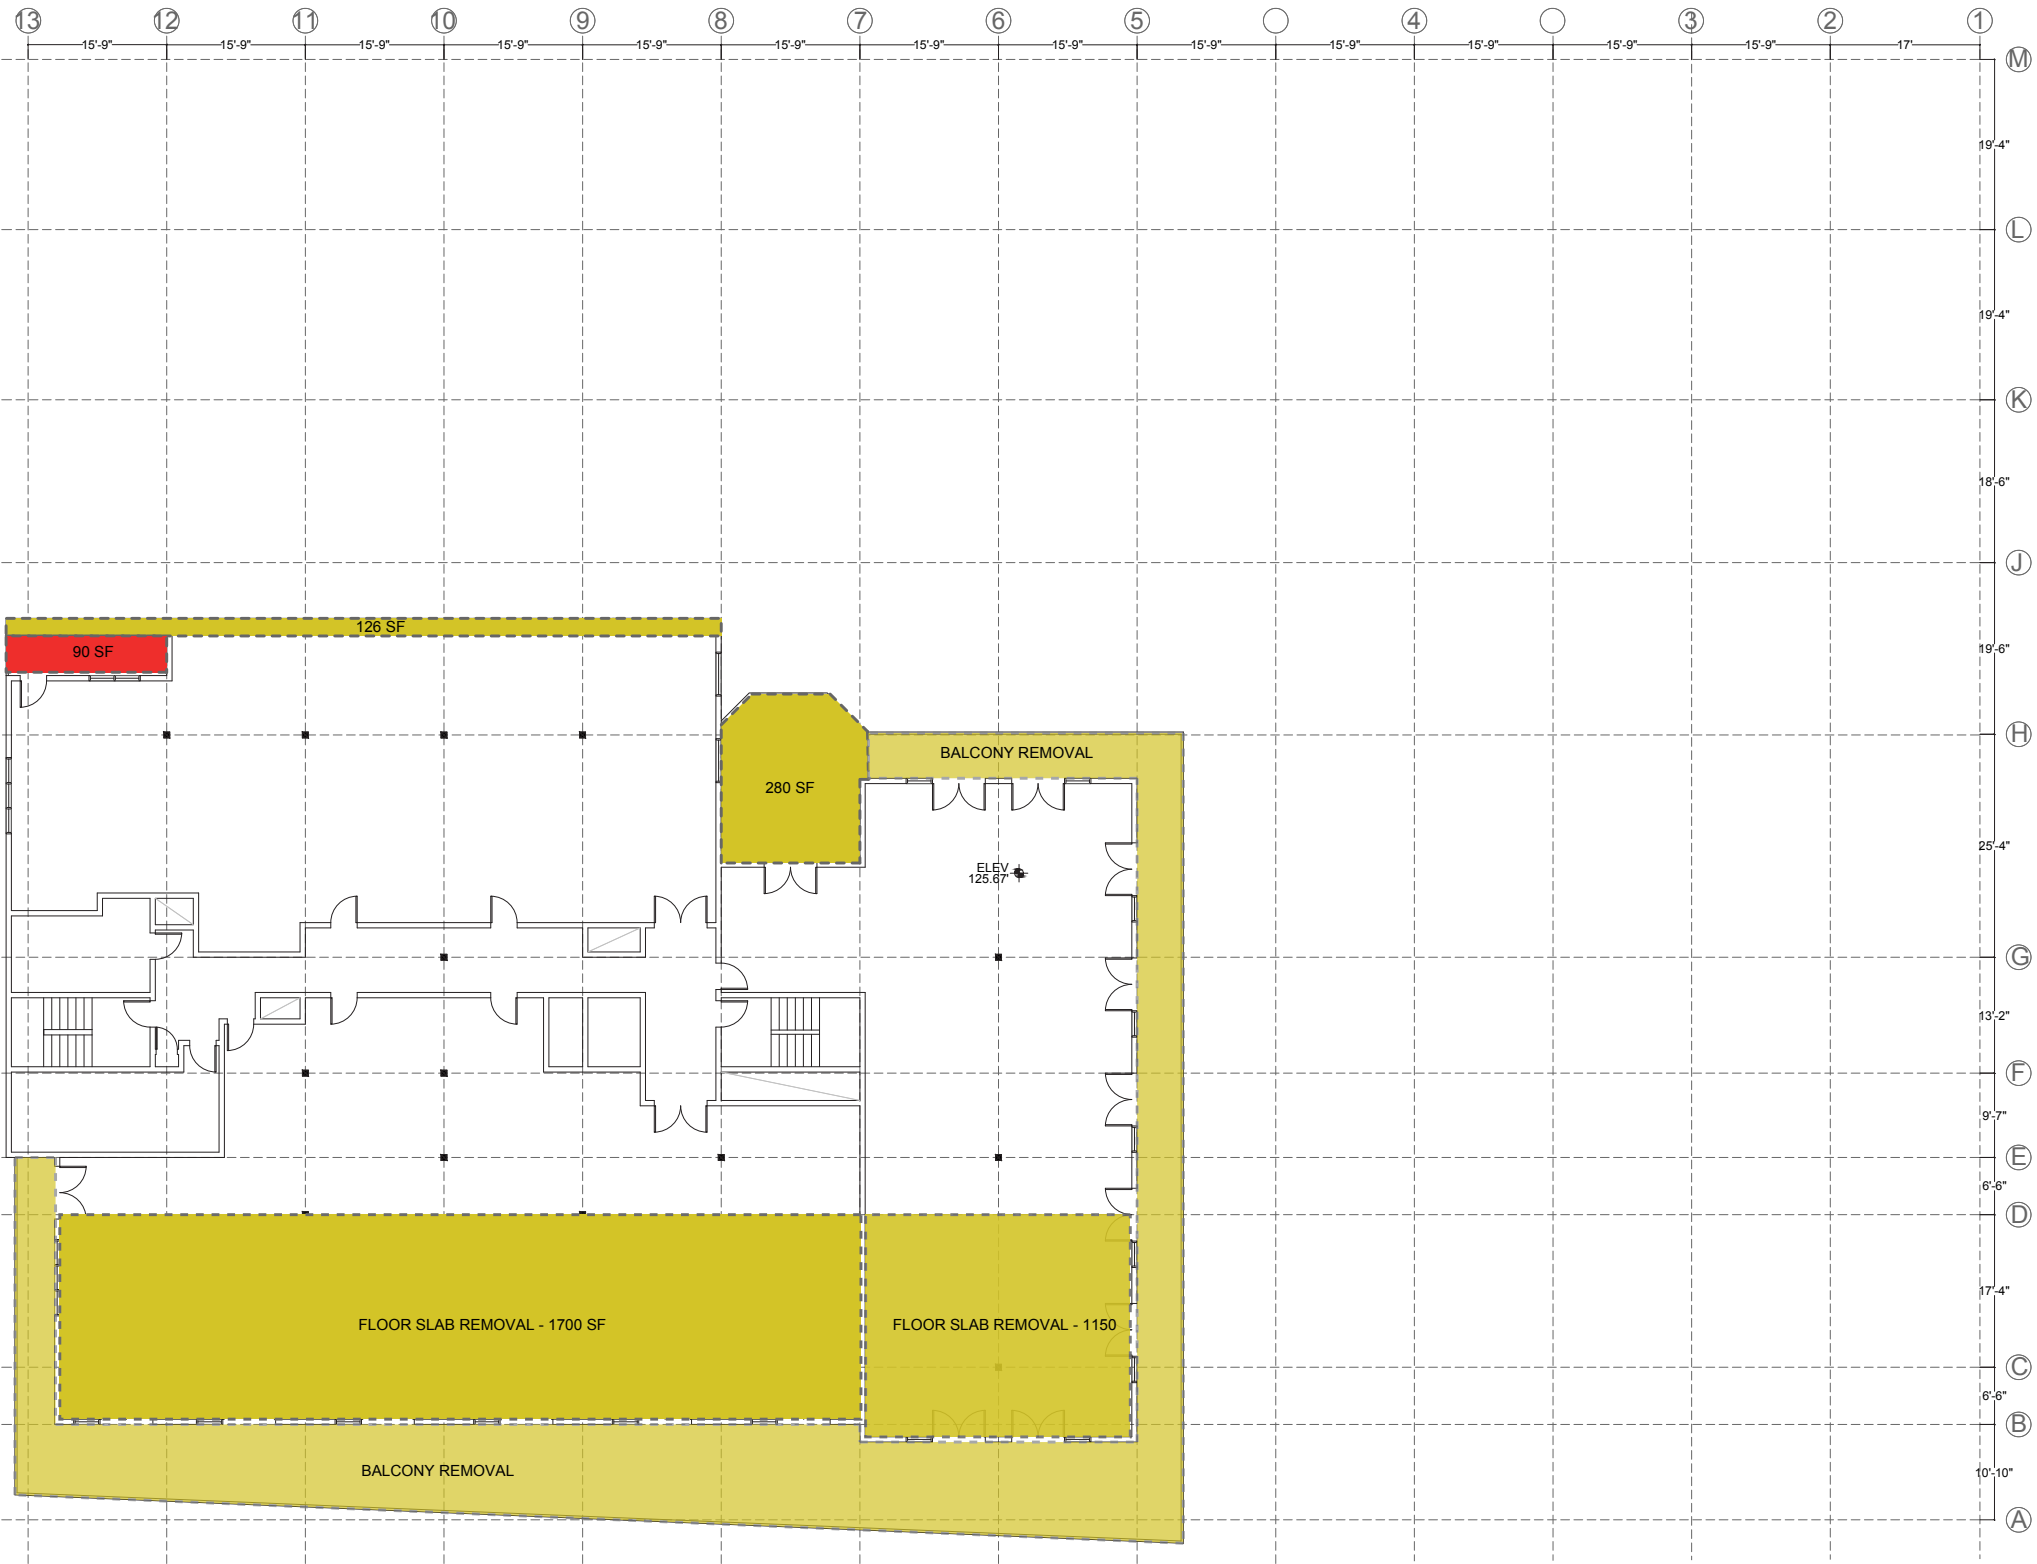 13 12 11 10 9 8 7 6 5 4 3 2 1
15'-9" 15'-9" 15'-9" 15'-9" 15'-9" 15'-9" 15'-9" 15'-9" 15'-9" 15'-9" 15'-9" 15'-9" 15'-9" 17'
M
19'-4"
L
19'-4"
K
18'-6"
J
126 SF
90 SF
19'-6"
H
BALCONY REMOVAL
280 SF
25'-4"
ELEV
125.67'
G
13'-2"
F
9'-7"
E
6'-6"
D
17'-4"
FLOOR SLAB REMOVAL - 1700 SF
FLOOR SLAB REMOVAL - 1150
C
6'-6"
B
BALCONY REMOVAL
10'-10"
A